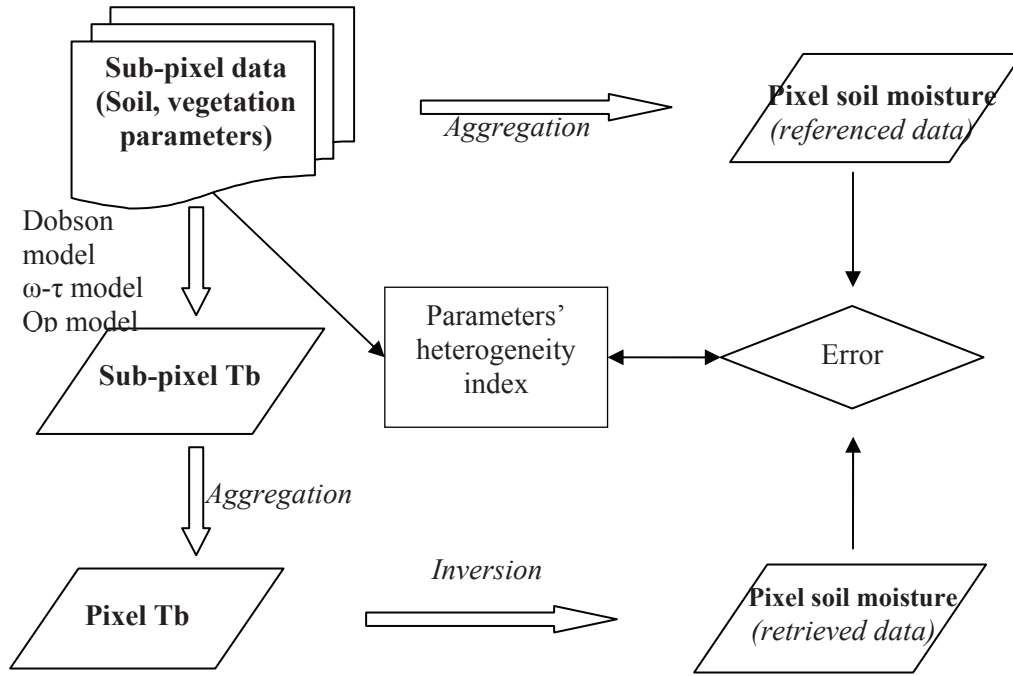 Sub-pixel data
(Soil, vegetation
parameters)
Aggregation
Pixel soil moisture
(referenced data)
Dobson
model
ω-τ model
Qp model
Parameters’
heterogeneity
index
Error
Sub-pixel Tb
Aggregation
Pixel Tb
Inversion
Pixel soil moisture
(retrieved data)